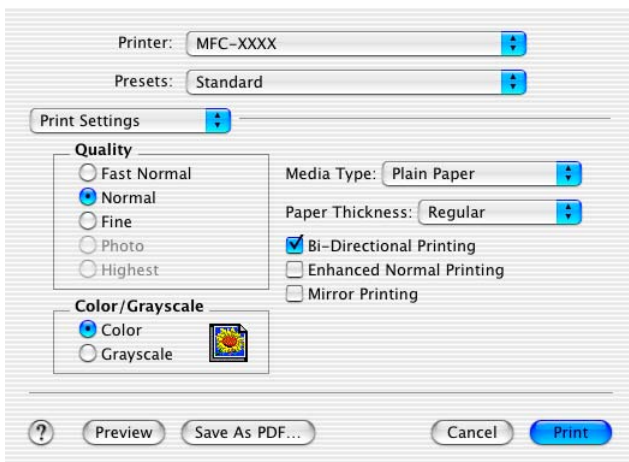 Printer: MFC-XXXX
Presets: Standard
Print Settings
Quality
Fast Normal
Normal
Fine
Photo
Highest
Media Type: Plain Paper
Paper Thickness: Regular
Bi-Directional Printing
Enhanced Normal Printing
Mirror Printing
Color/Grayscale
Color
Grayscale
? Preview Save As PDF... Cancel Print